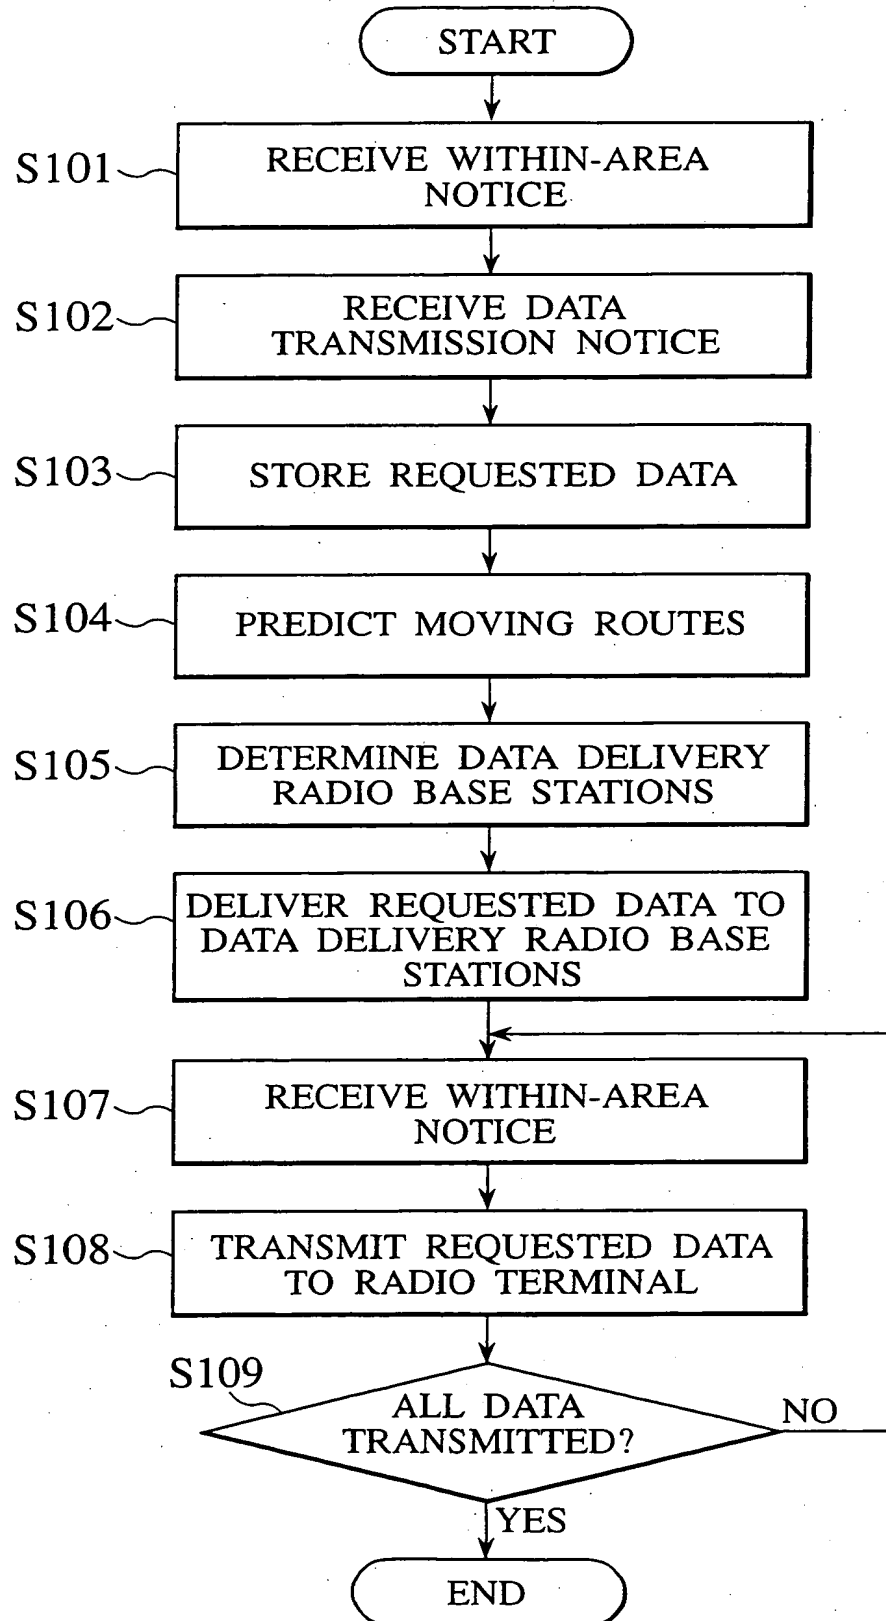 START
S101
RECEIVE WITHIN-AREA
NOTICE
S102
RECEIVE DATA
TRANSMISSION NOTICE
S103
STORE REQUESTED DATA
S104
PREDICT MOVING ROUTES
S105
DETERMINE DATA DELIVERY
RADIO BASE STATIONS
S106
DELIVER REQUESTED DATA TO
DATA DELIVERY RADIO BASE
STATIONS
S107
RECEIVE WITHIN-AREA
NOTICE
S108
TRANSMIT REQUESTED DATA
TO RADIO TERMINAL
S109
ALL DATA
TRANSMITTED?
NO
YES
END